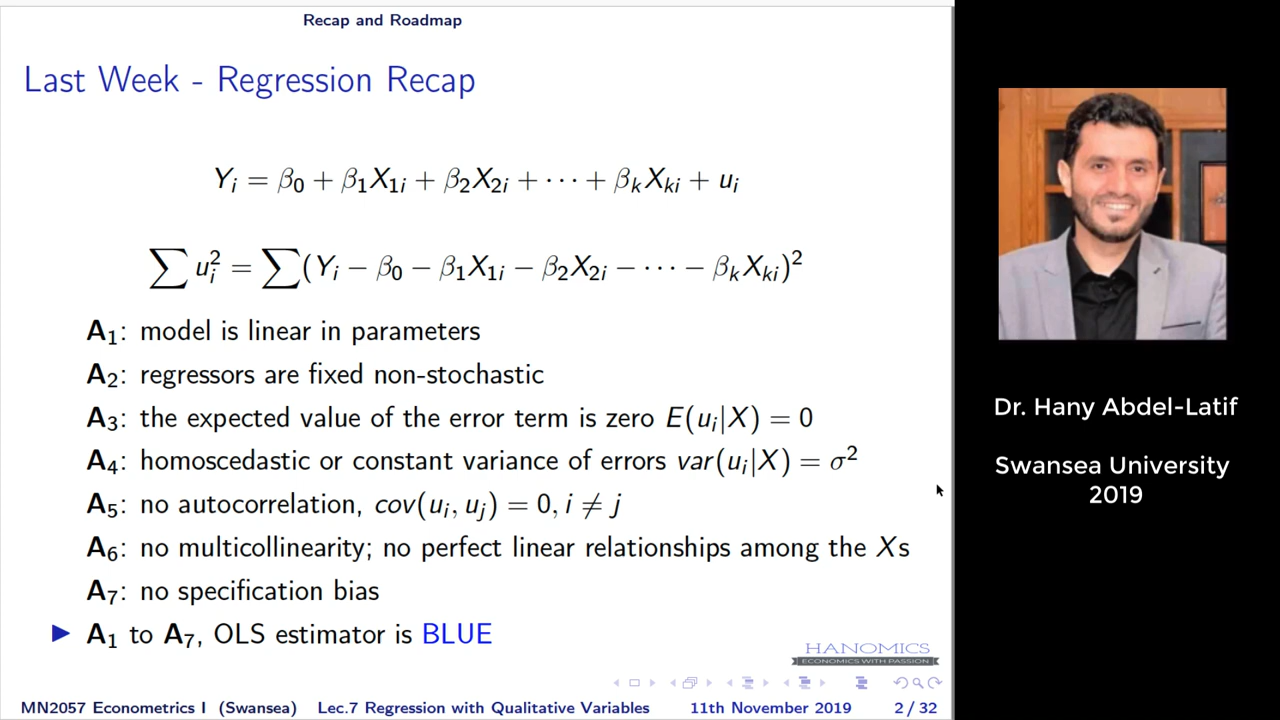 Recap and Roadmap
Last Week - Regression Recap
Yᵢ = β₀ + β₁X₁ᵢ + β₂X₂ᵢ + ⋯ + βₖXₖᵢ + uᵢ
∑ uᵢ² = ∑(Yᵢ − β₀ − β₁X₁ᵢ − β₂X₂ᵢ − ⋯ − βₖXₖᵢ)²
A₁: model is linear in parameters
A₂: regressors are fixed non-stochastic
A₃: the expected value of the error term is zero E(uᵢ|X) = 0
A₄: homoscedastic or constant variance of errors var(uᵢ|X) = σ²
A₅: no autocorrelation, cov(uᵢ, uⱼ) = 0, i ≠ j
A₆: no multicollinearity; no perfect linear relationships among the Xs
A₇: no specification bias
▶ A₁ to A₇, OLS estimator is BLUE
HANOMICS
ECONOMICS WITH PASSION
MN2057 Econometrics I (Swansea) Lec.7 Regression with Qualitative Variables 11th November 2019 2 / 32
Dr. Hany Abdel-Latif
Swansea University
2019